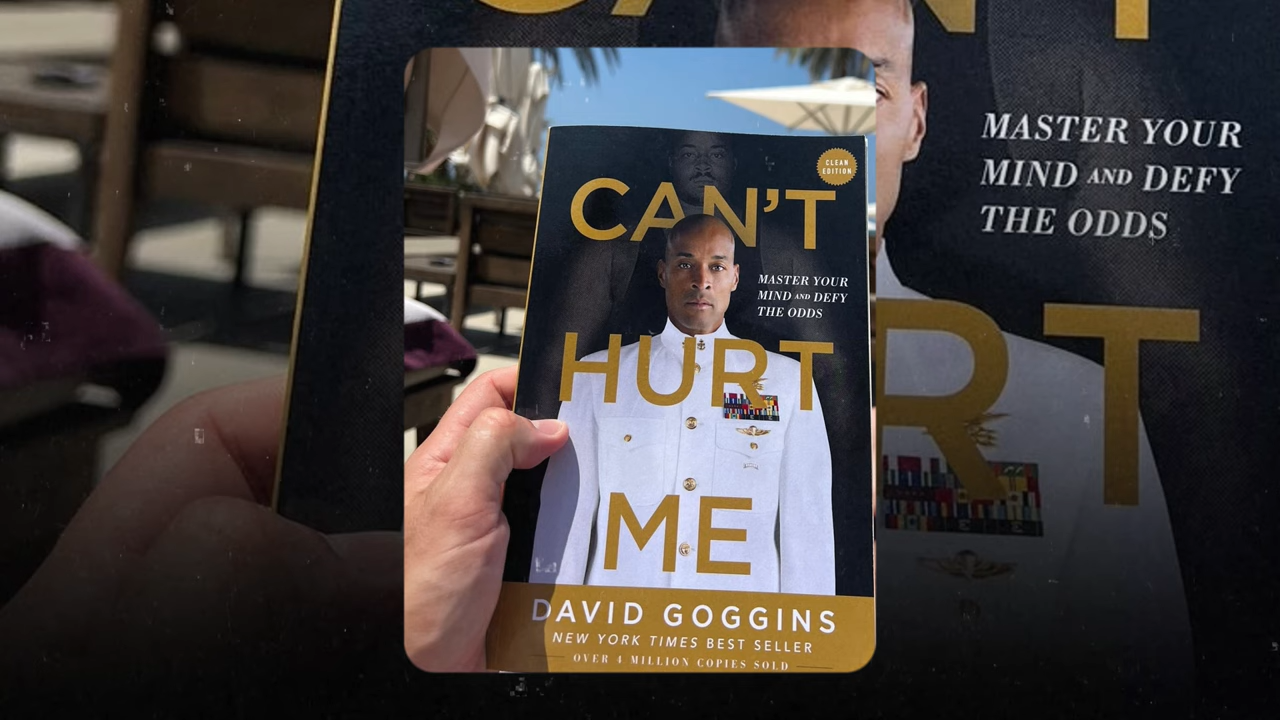 CLEAN
EDITION
CAN'T
MASTER YOUR
MIND AND DEFY
THE ODDS
HURT
ME
DAVID GOGGINS
NEW YORK TIMES BEST SELLER
OVER 4 MILLION COPIES SOLD
CAN'T
MASTER YOUR
MIND AND DEFY
THE ODDS
RT